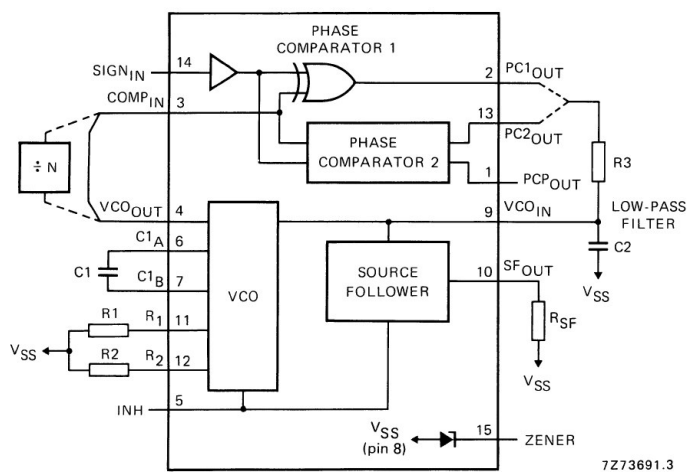 PHASE
COMPARATOR 1
SIGN_IN
14
2
PC1_OUT
COMP_IN
3
13
PC2_OUT
÷ N
PHASE
COMPARATOR 2
1
PCP_OUT
R3
VCO_OUT
4
9
VCO_IN
LOW-PASS
FILTER
C1_A
6
C1
C1_B
7
VCO
SOURCE
FOLLOWER
10
SF_OUT
C2
V_SS
R1
R_1
11
V_SS
R2
R_2
12
R_SF
V_SS
INH
5
V_SS
(pin 8)
15
ZENER
7Z73691.3